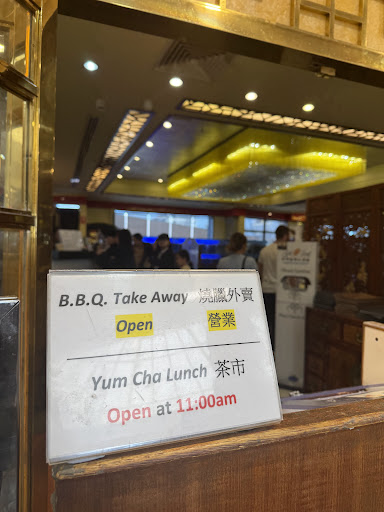 B.B.Q. Take Away 燒臘外賣
Open 營業
Yum Cha Lunch 茶市
Open at 11:00am